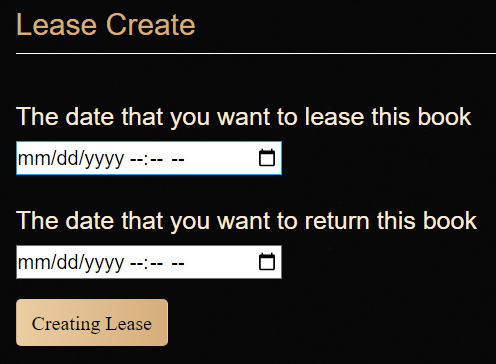 Lease Create
The date that you want to lease this book
mm/dd/yyyy --:-- --
The date that you want to return this book
mm/dd/yyyy --:-- --
Creating Lease